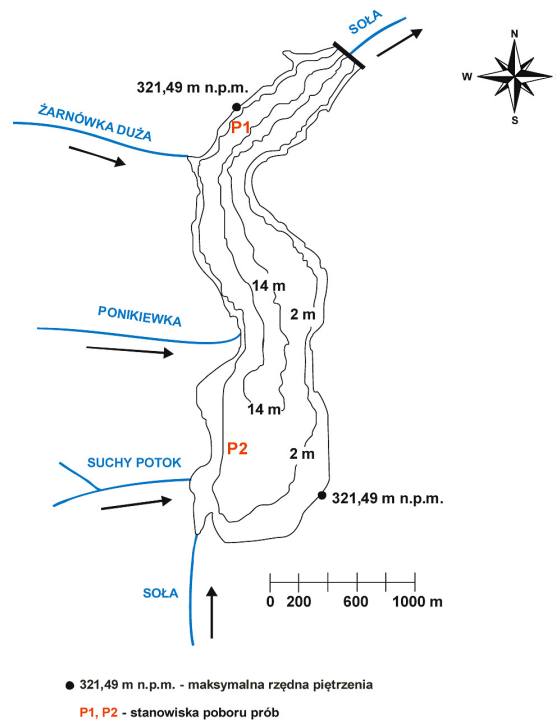 SOŁA
N
W
E
S
321,49 m n.p.m.
ŻARNÓWKA DUŻA
P1
14 m
2 m
PONIKIEWKA
14 m
P2
2 m
SUCHY POTOK
321,49 m n.p.m.
SOŁA
0 200 600 1000 m
321,49 m n.p.m. - maksymalna rzędna piętrzenia
P1, P2 - stanowiska poboru prób